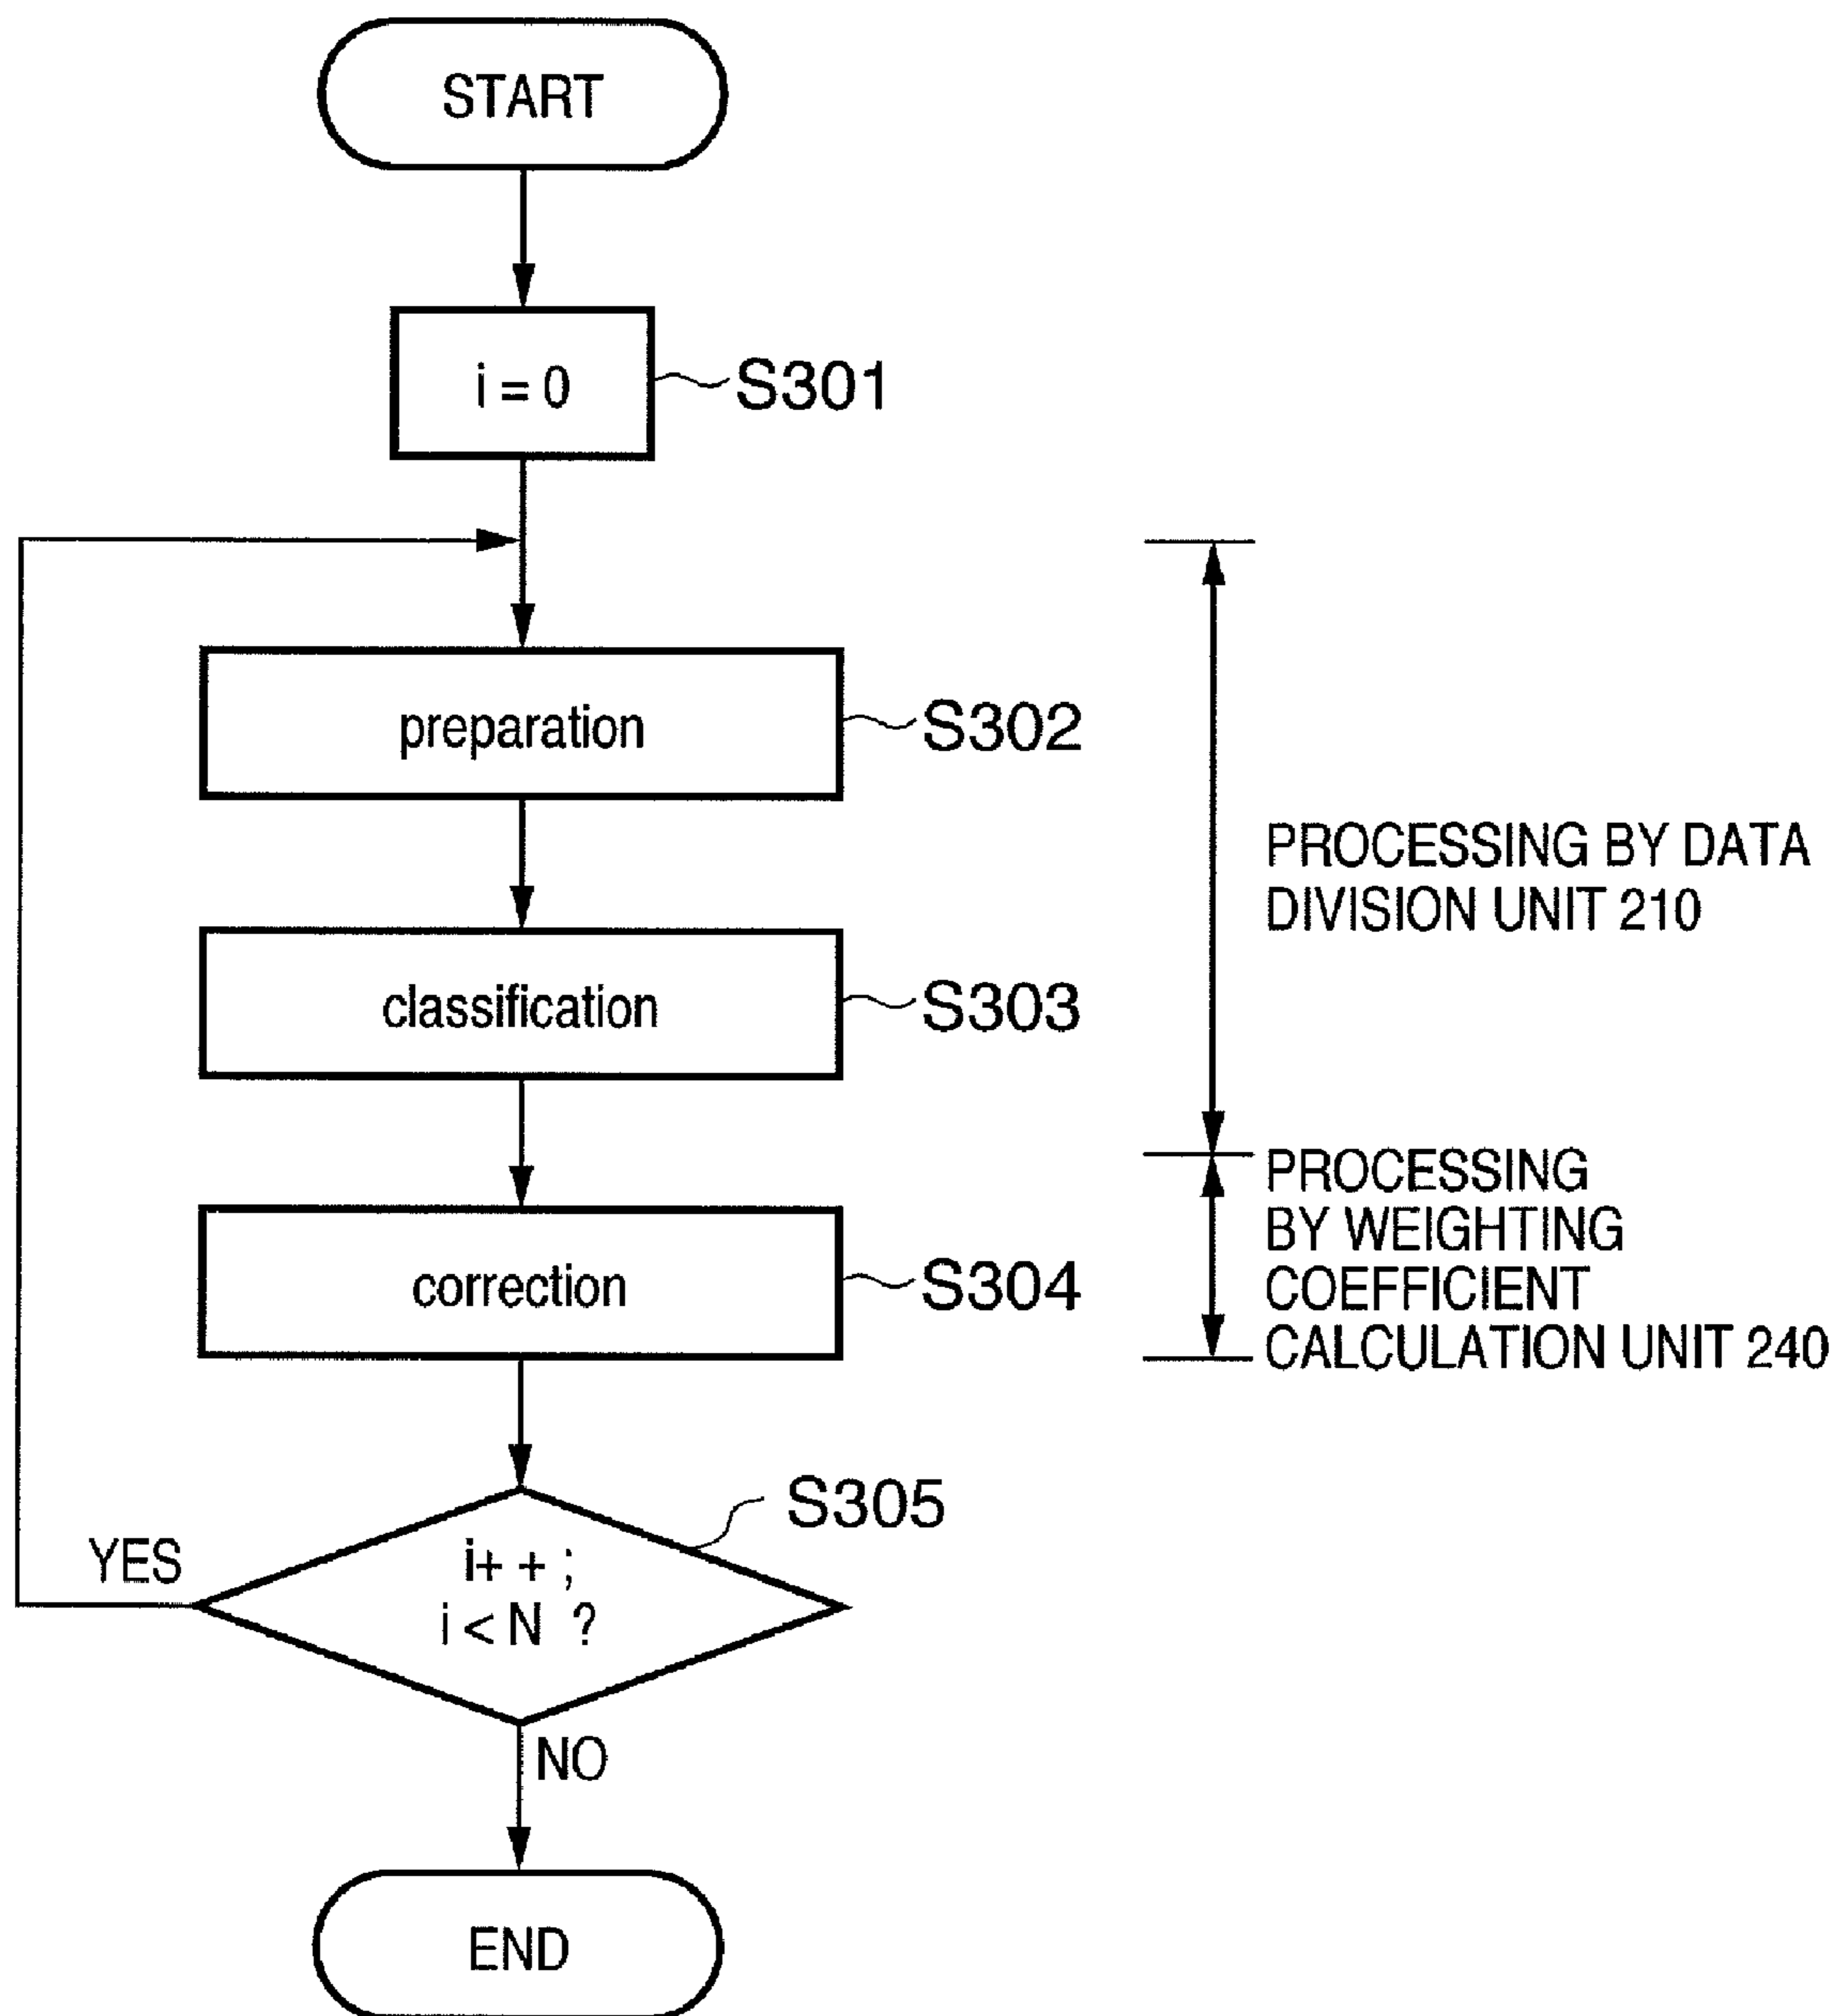 START
i = 0
S301
preparation
S302
PROCESSING BY DATA
DIVISION UNIT 210
classification
S303
PROCESSING
BY WEIGHTING
COEFFICIENT
CALCULATION UNIT 240
correction
S304
S305
YES
i+ + ;
i < N ?
NO
END